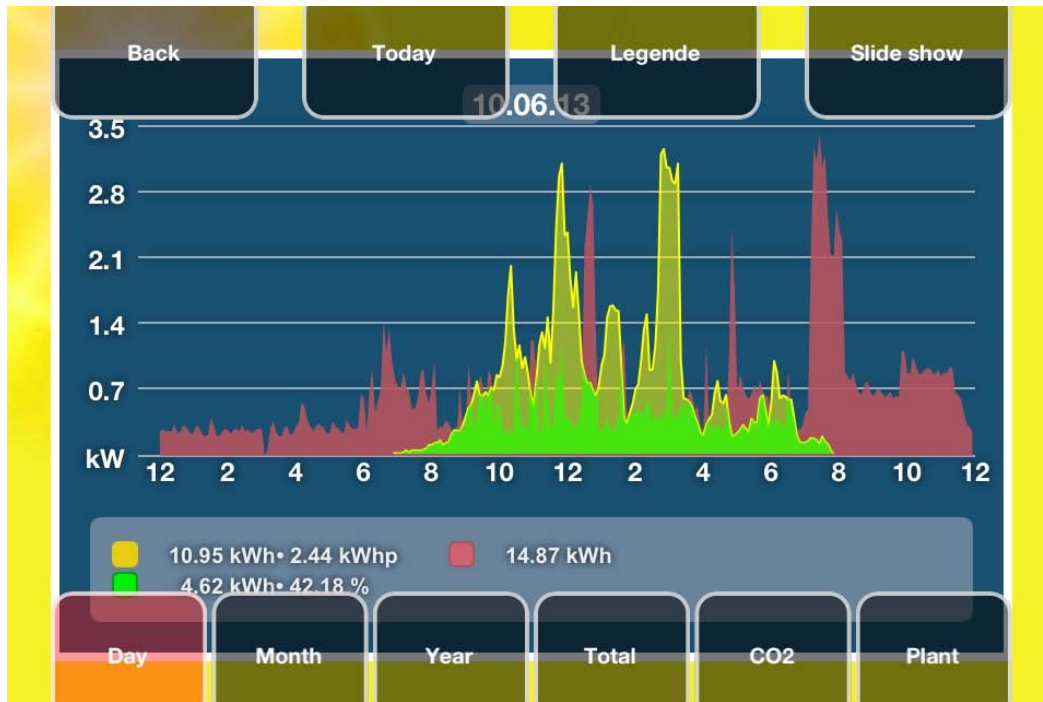 Back Today Legende Slide show
10.06.13
3.5
2.8
2.1
1.4
0.7
kW
12 2 4 6 8 10 12 2 4 6 8 10 12
10.95 kWh• 2.44 kWhp 14.87 kWh
4.62 kWh• 42.18 %
Day Month Year Total CO2 Plant